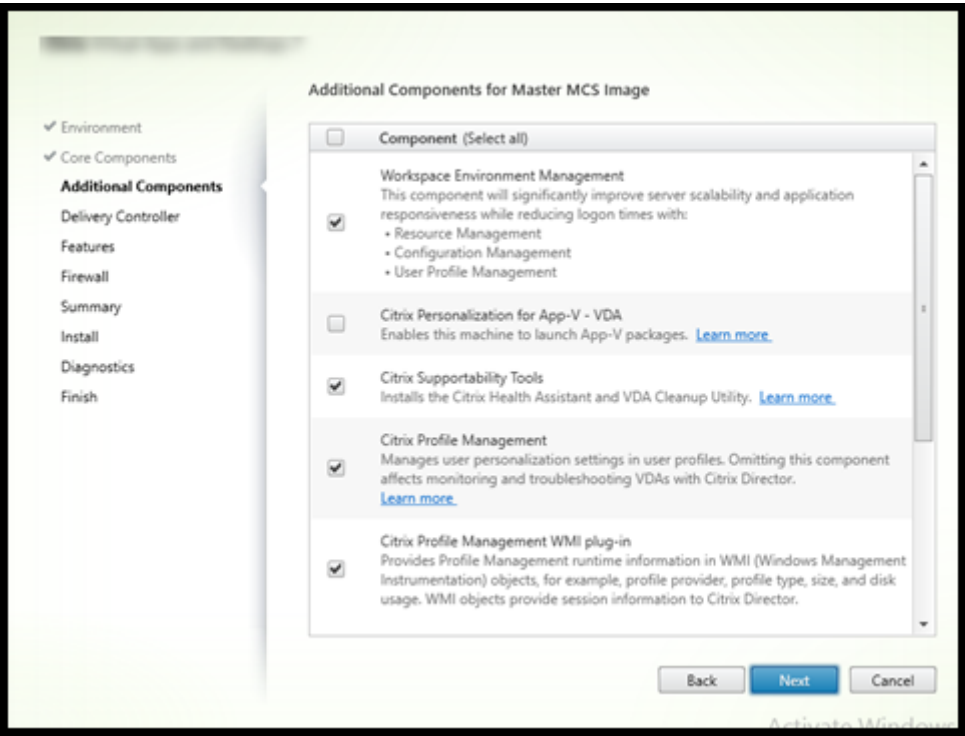 Additional Components for Master MCS Image
Environment
Core Components
Additional Components
Delivery Controller
Features
Firewall
Summary
Install
Diagnostics
Finish
Component (Select all)
Workspace Environment Management
This component will significantly improve server scalability and application
responsiveness while reducing logon times with:
• Resource Management
• Configuration Management
• User Profile Management
Citrix Personalization for App-V - VDA
Enables this machine to launch App-V packages. Learn more
Citrix Supportability Tools
Installs the Citrix Health Assistant and VDA Cleanup Utility. Learn more
Citrix Profile Management
Manages user personalization settings in user profiles. Omitting this component
affects monitoring and troubleshooting VDAs with Citrix Director.
Learn more
Citrix Profile Management WMI plug-in
Provides Profile Management runtime information in WMI (Windows Management
Instrumentation) objects, for example, profile provider, profile type, size, and disk
usage. WMI objects provide session information to Citrix Director.
Back Next Cancel
Activate Windows